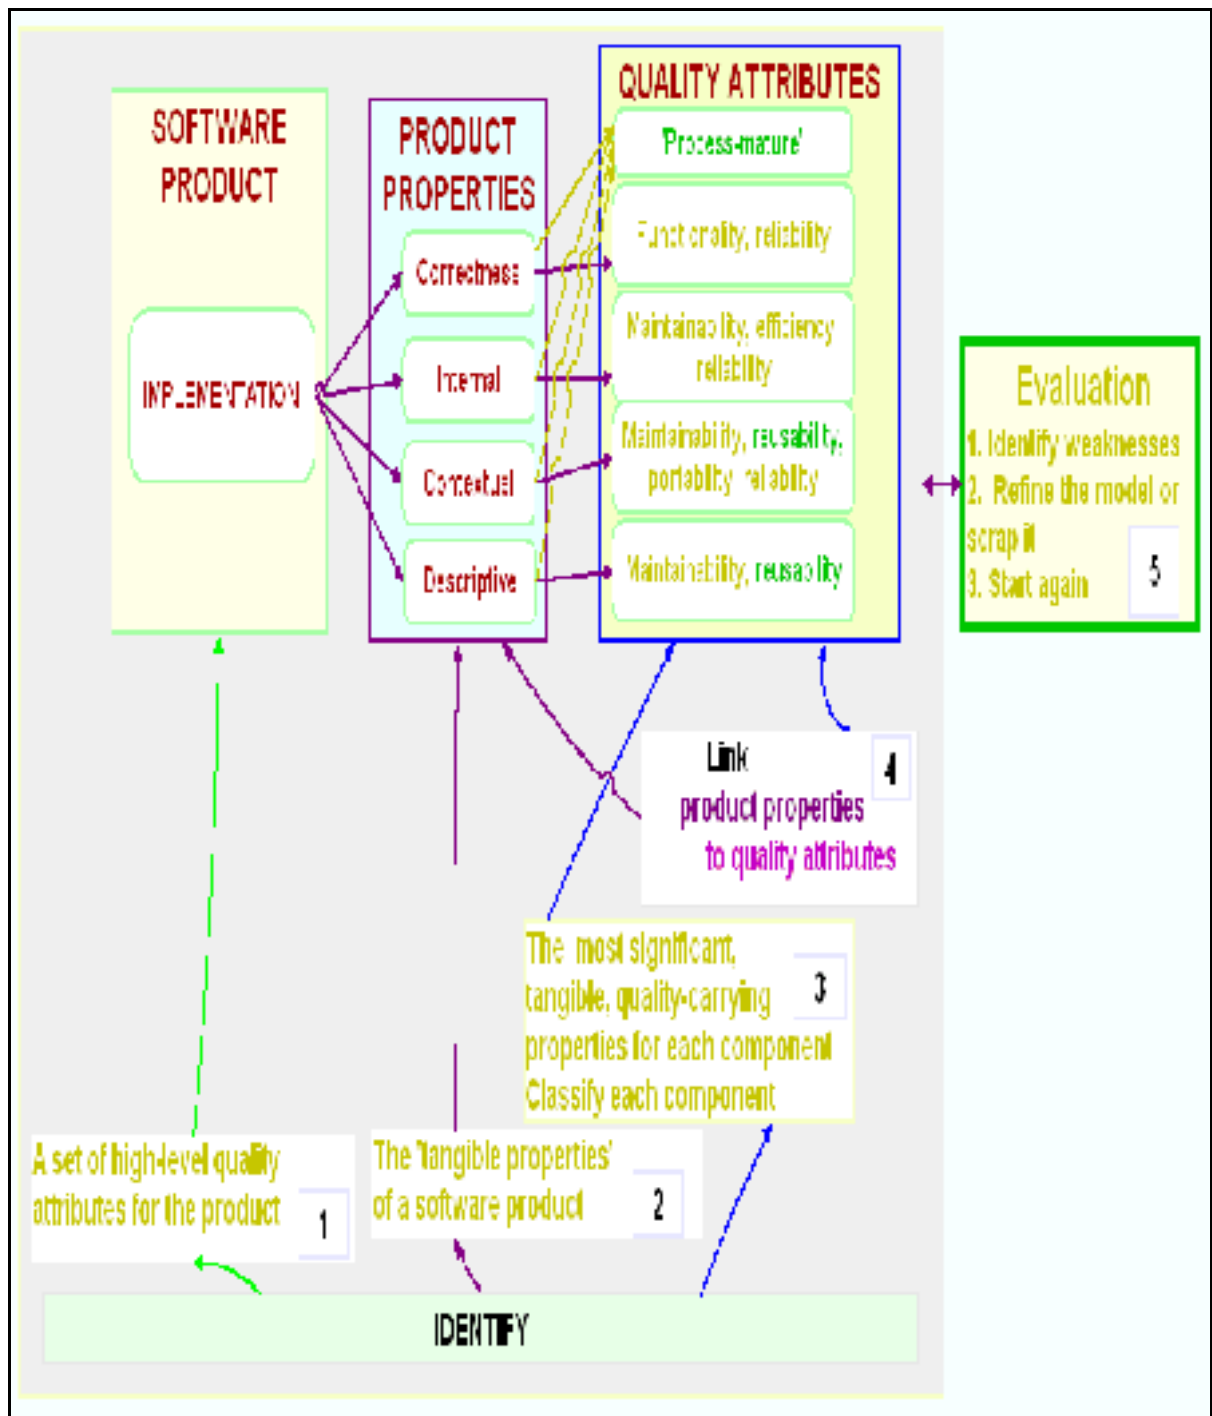 SOFTWARE
PRODUCT
IMPLEMENTATION
PRODUCT
PROPERTIES
Correctness
Internal
Contextual
Descriptive
QUALITY ATTRIBUTES
'Process-mature'
Functionality, reliability
Maintainability, efficiency
reliability
Maintainability, reusability,
portability reliability
Maintainability, reusability
Evaluation
1. Identify weaknesses
2. Refine the model or
scrap it
3. Start again
5
Link
4
product properties
to quality attributes
The most significant,
tangible, quality-carrying
3
properties for each component
Classify each component
A set of high-level quality
attributes for the product
1
The 'tangible properties'
of a software product
2
IDENTIFY